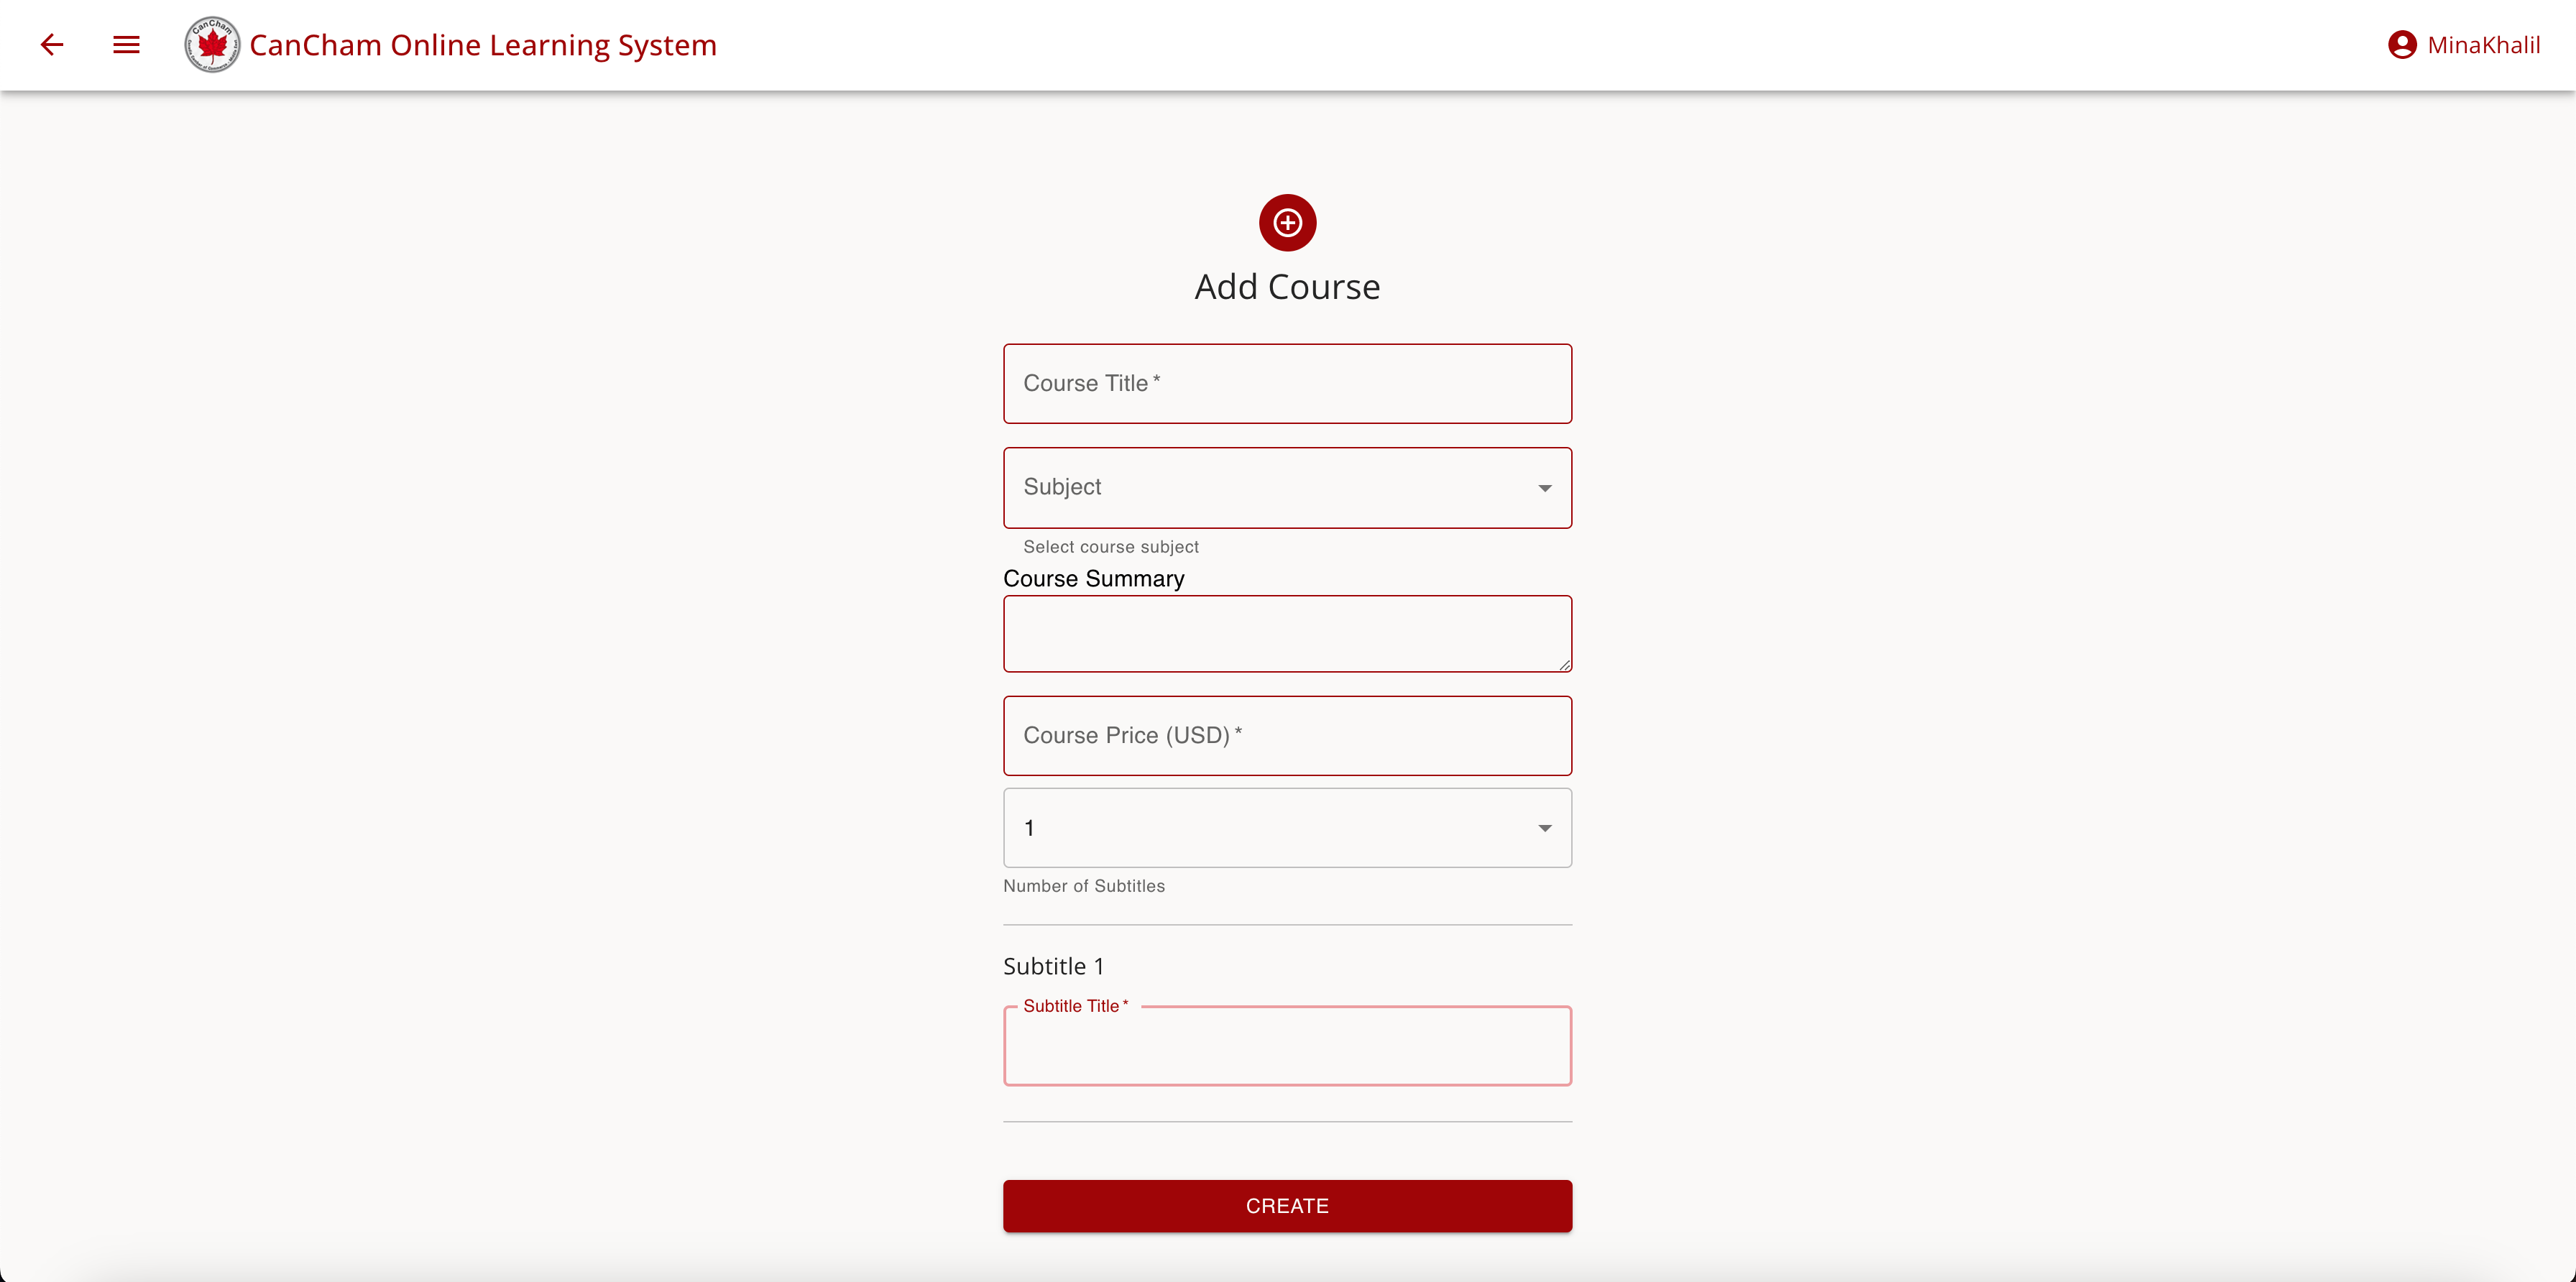 CanCham
CanCham Online Learning System
MinaKhalil
Add Course
Course Title *
Subject
Select course subject
Course Summary
Course Price (USD) *
1
Number of Subtitles
Subtitle 1
Subtitle Title *
CREATE